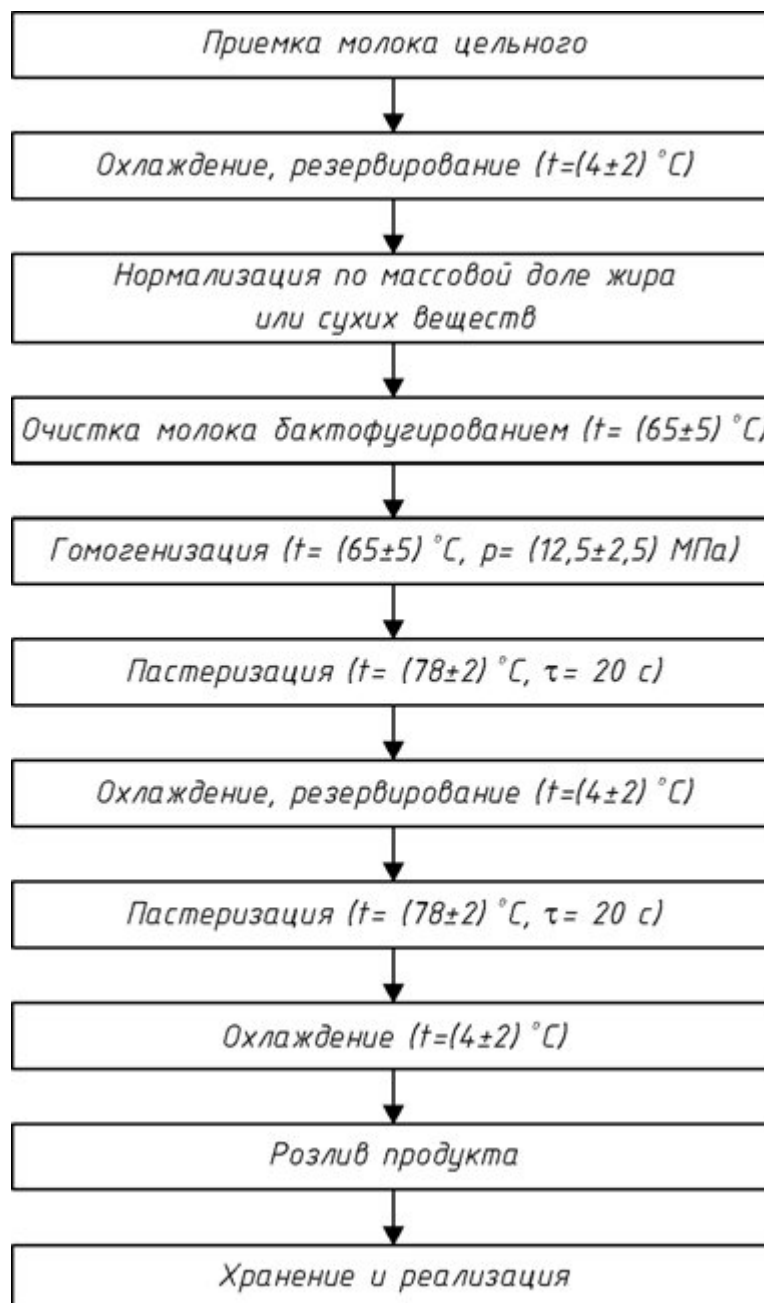 Приемка молока цельного
Охлаждение, резервирование (t=(4±2) °C)
Нормализация по массовой доле жира
или сухих веществ
Очистка молока бактофугированием (t= (65±5) °C)
Гомогенизация (t= (65±5) °C, p= (12,5±2,5) МПа)
Пастеризация (t= (78±2) °C, τ= 20 с)
Охлаждение, резервирование (t=(4±2) °C)
Пастеризация (t= (78±2) °C, τ= 20 с)
Охлаждение (t=(4±2) °C)
Розлив продукта
Хранение и реализация